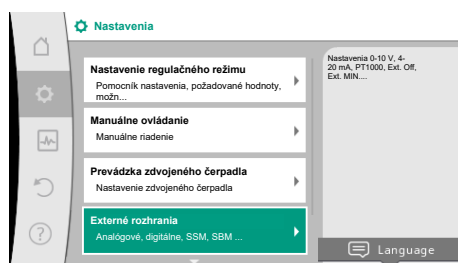 Nastavenia
Nastavenie regulačného režimu
Pomocník nastavenia, požadované hodnoty,
možn...
Manuálne ovládanie
Manuálne riadenie
Prevádzka zdvojeného čerpadla
Nastavenie zdvojeného čerpadla
Externé rozhrania
Analógové, digitálne, SSM, SBM ...
Nastavenia 0-10 V, 4-
20 mA, PT1000, Ext. Off,
Ext. MIN....
Language